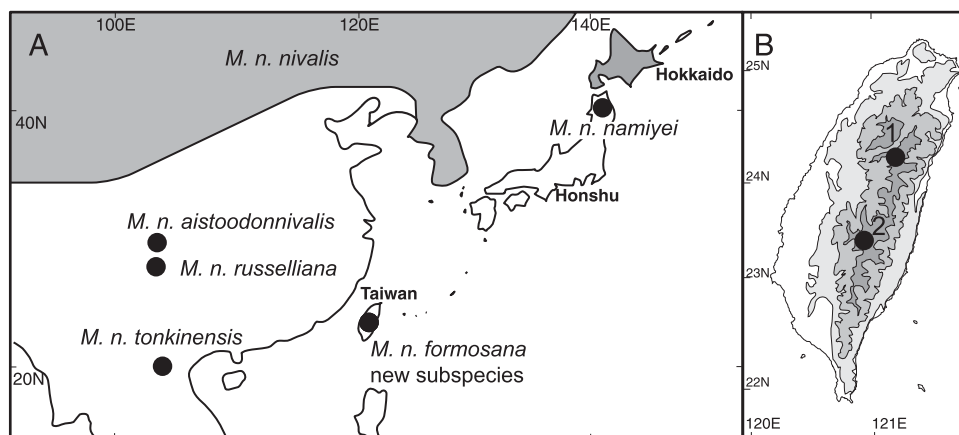 A
100E
120E
140E
M. n. nivalis
Hokkaido
40N
M. n. namiyei
Honshu
M. n. aistoodonnivalis
M. n. russelliana
Taiwan
M. n. tonkinensis
M. n. formosana
new subspecies
20N
B
25N
1
24N
2
23N
22N
120E
121E